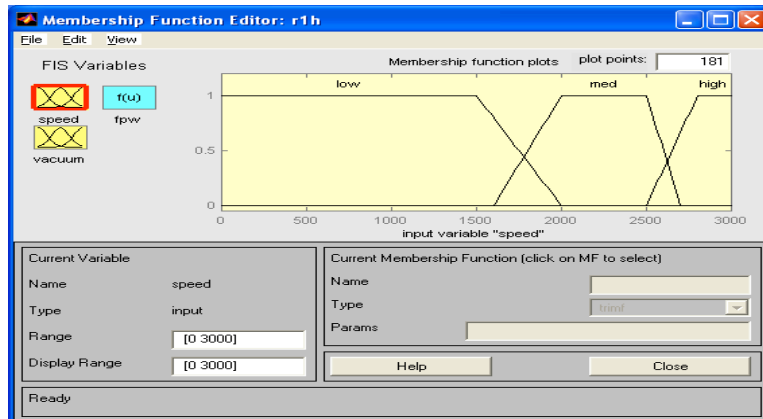 Membership Function Editor: r1h
File Edit View
FIS Variables
f(u)
speed fpw
vacuum
Membership function plots plot points: 181
low med high
1
0.5
0
0 500 1000 1500 2000 2500 3000
input variable "speed"
Current Variable
Name speed
Type input
Range [0 3000]
Display Range [0 3000]
Current Membership Function (click on MF to select)
Name
Type trimf
Params
Help Close
Ready